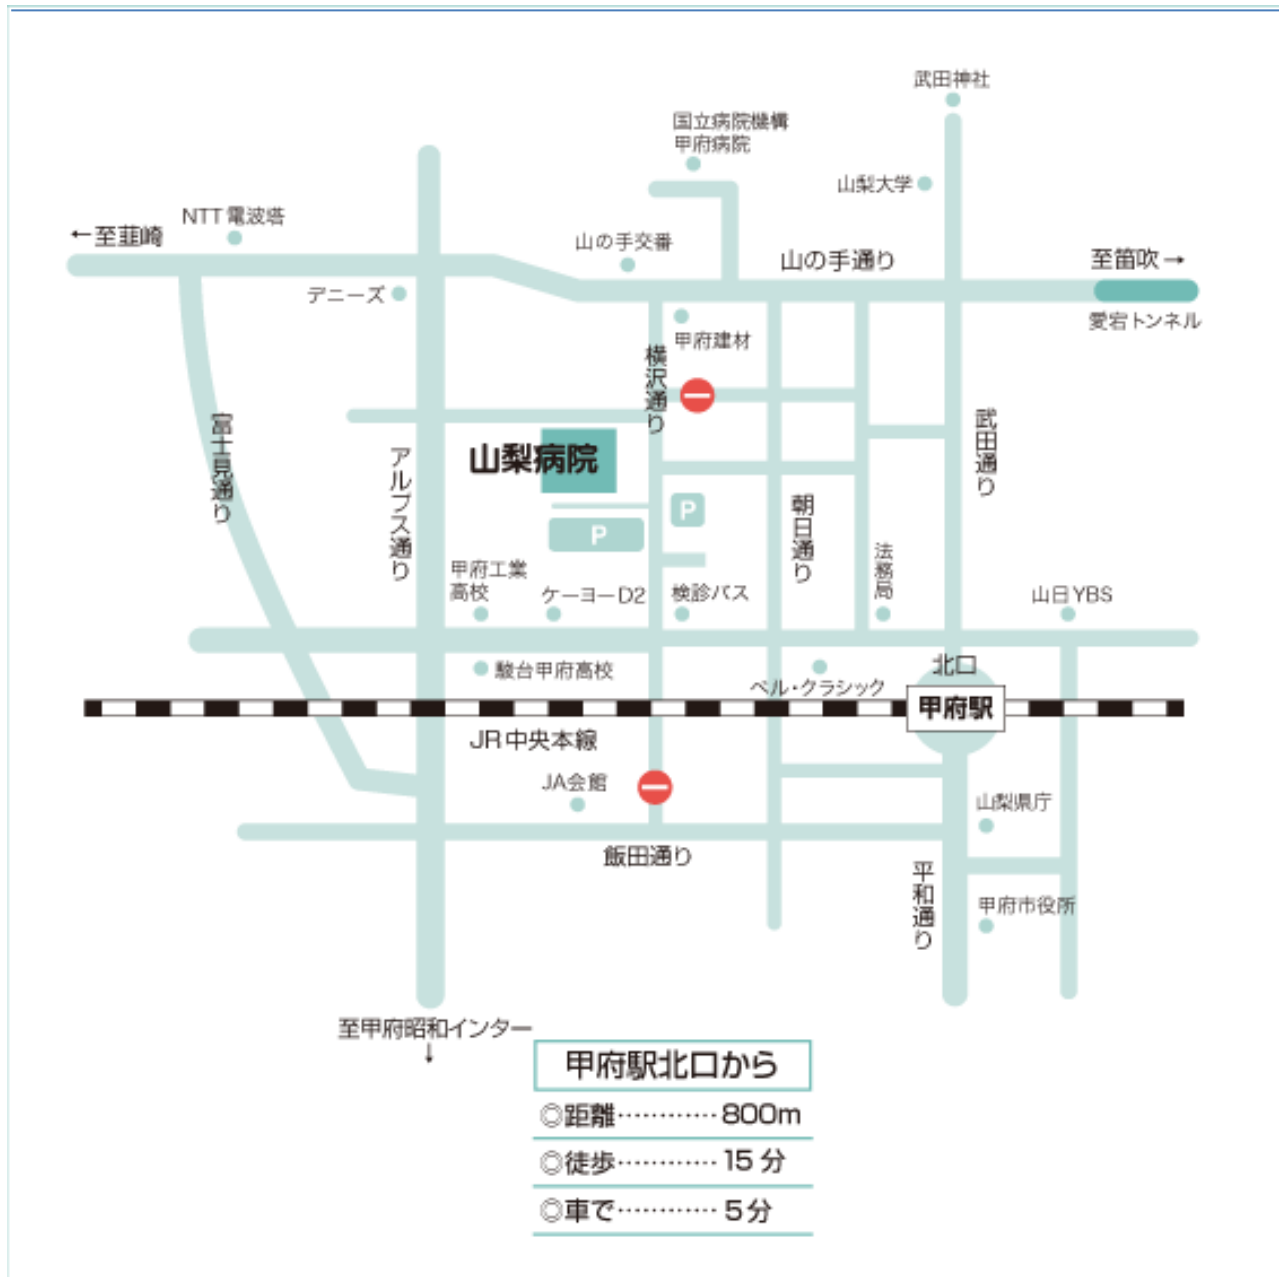 武田神社
国立病院機構
甲府病院
山梨大学
NTT電波塔
←至韮崎
山の手交番
山の手通り
至笛吹→
デニーズ
愛宕トンネル
甲府建材
横沢通り
富士見通り
アルプス通り
山梨病院
武田通り
P
P
朝日通り
法務局
甲府工業
高校
ケーヨーD2
検診バス
山日YBS
駿台甲府高校
ベル・クラシック
北口
甲府駅
JR中央本線
JA会館
山梨県庁
飯田通り
平和通り
甲府市役所
至甲府昭和インター
↓
甲府駅北口から
◎距離…………800m
◎徒歩…………15分
◎車で…………5分